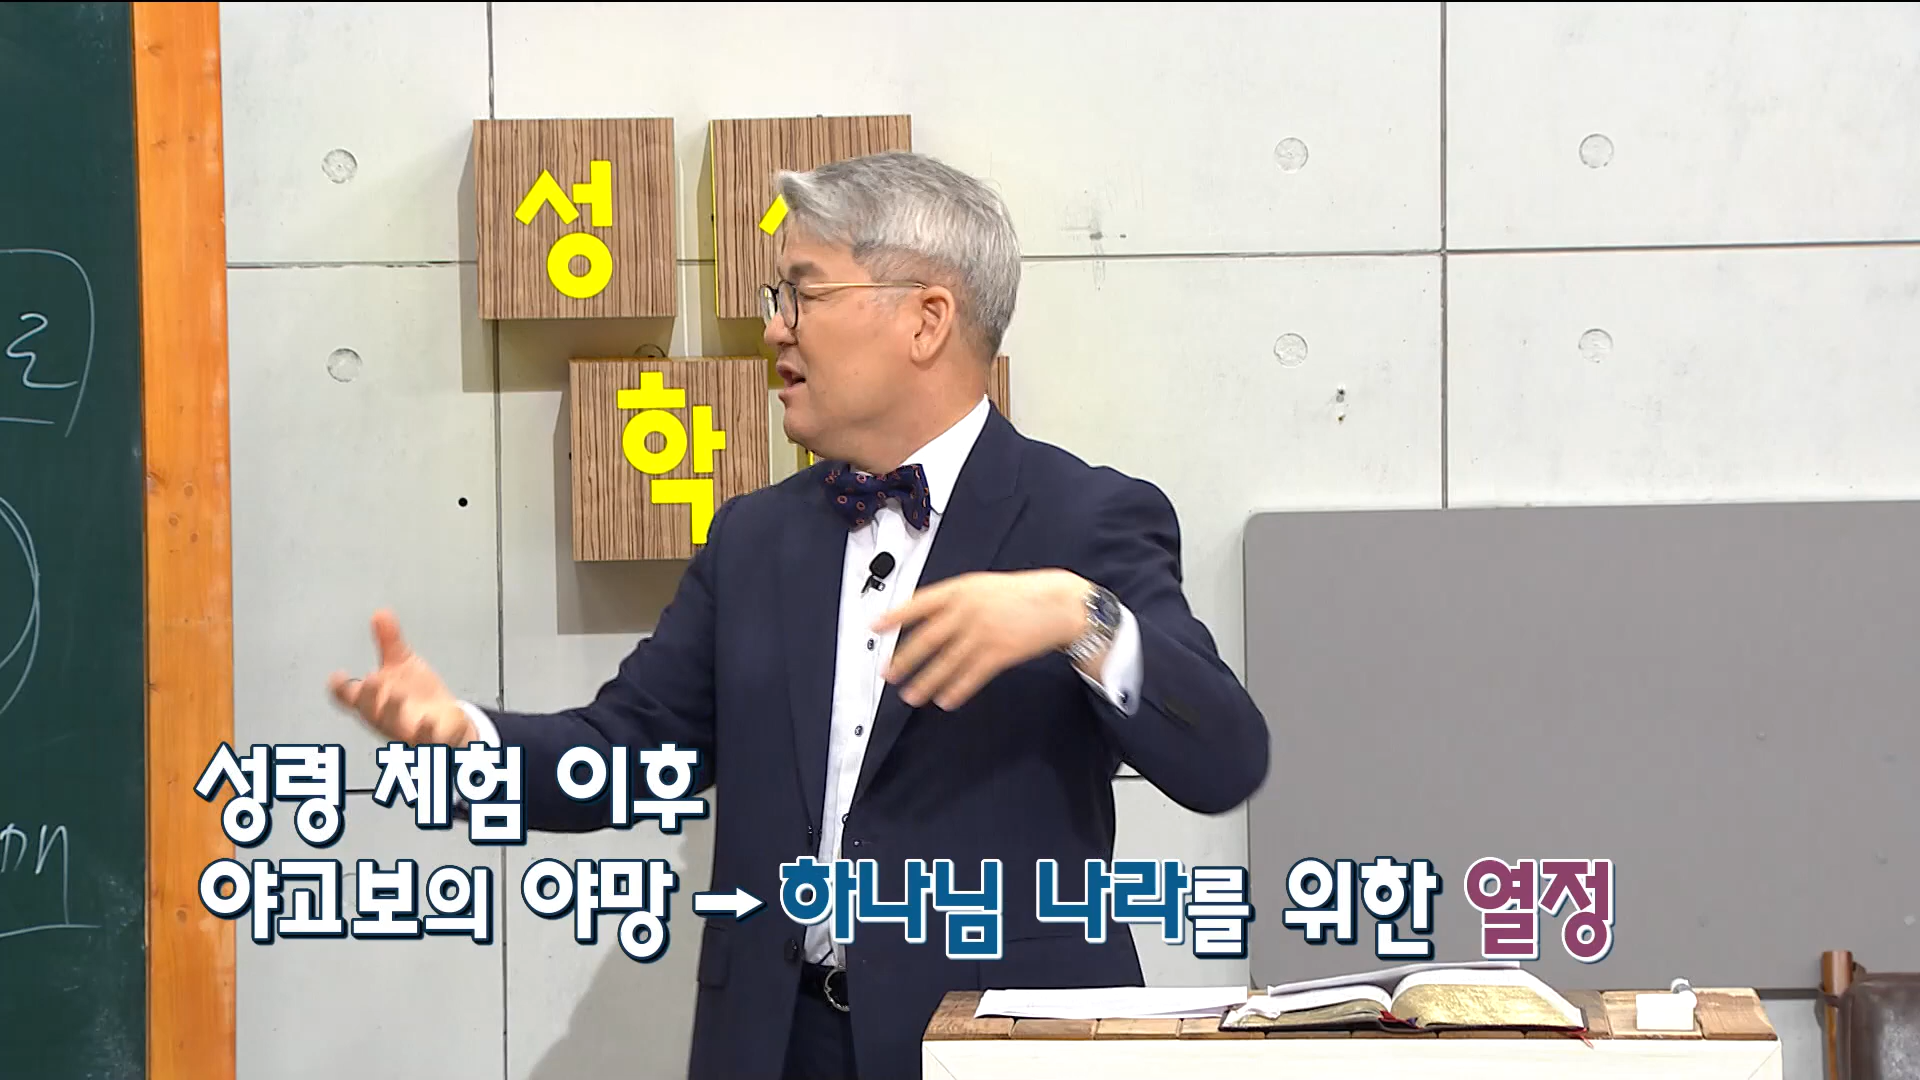 성
학
성령 체험 이후
야고보의 야망→하나님 나라를 위한 열정